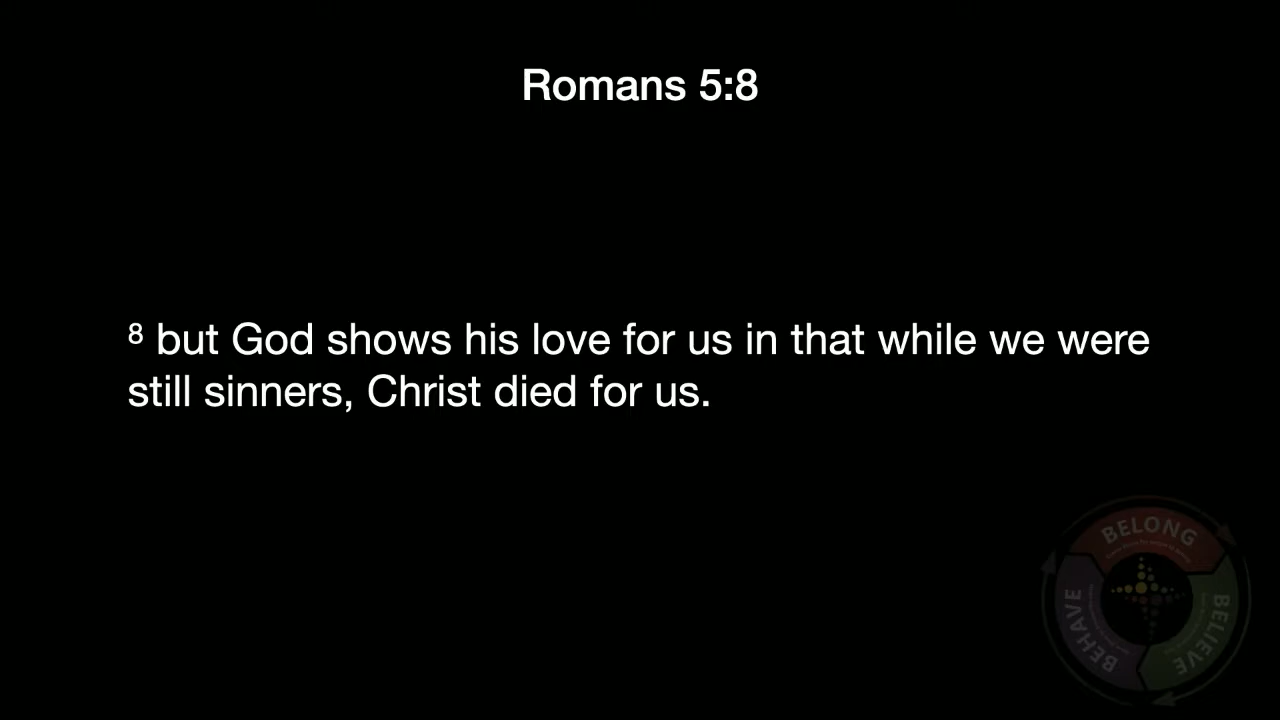 Romans 5:8
⁸ but God shows his love for us in that while we were
still sinners, Christ died for us.
BELONG
BELIEVE
BEHAVE